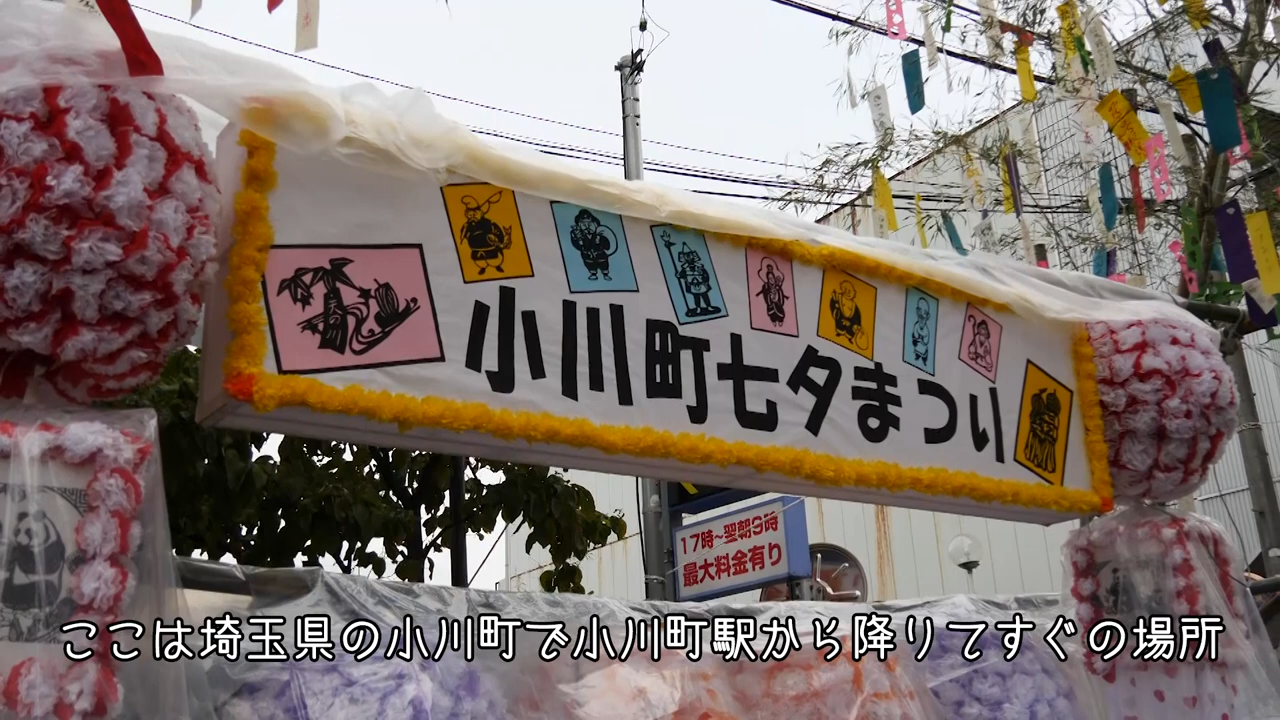 小川町七夕まつり
17時~翌朝9時
最大料金有り
ここは埼玉県の小川町で小川町駅から降りてすぐの場所